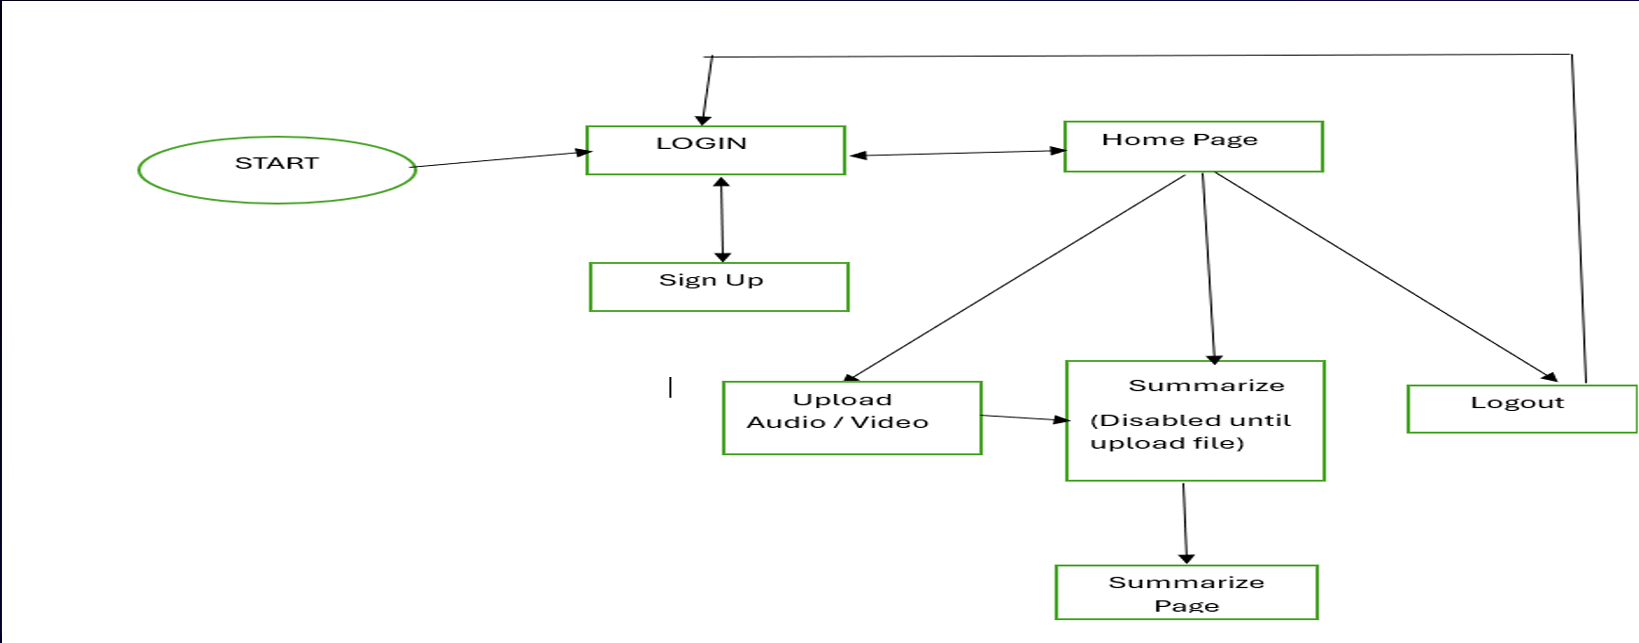 START
LOGIN
Home Page
Sign Up
Upload
Audio / Video
Summarize
(Disabled until
upload file)
Logout
Summarize
Page